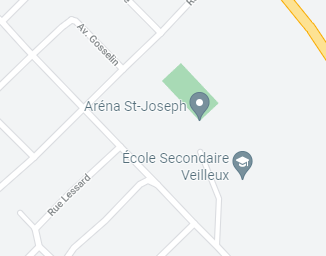 Av. Gosselin
Aréna St-Joseph
École Secondaire
Veilleux
Rue Lessard